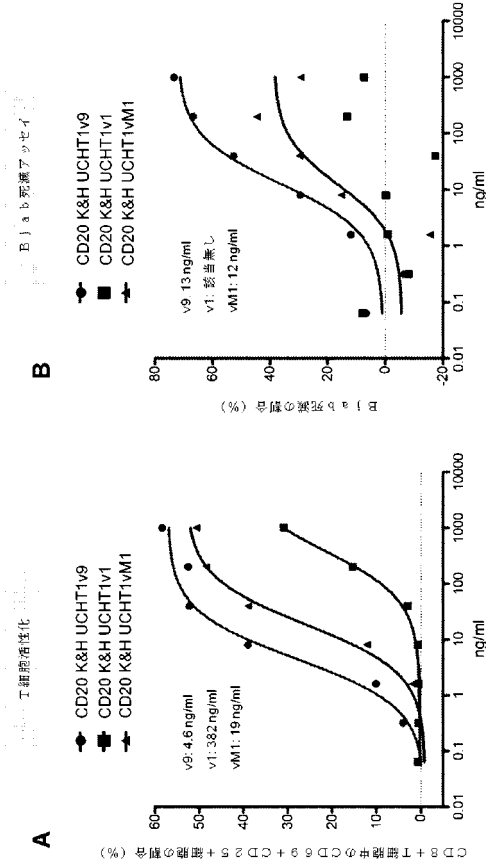 A
T細胞活性化
CD20 K&H UCHT1v9
CD20 K&H UCHT1v1
CD20 K&H UCHT1vM1
v9: 4.6 ng/ml
v1: 382 ng/ml
vM1: 19 ng/ml
CD8+T細胞中のCD69+CD25+細胞の割合 (%)
60
50
40
30
20
10
0
0.01
0.1
1
10
100
1000
10000
ng/ml
B
Bjab死滅アッセイ
CD20 K&H UCHT1v9
CD20 K&H UCHT1v1
CD20 K&H UCHT1vM1
v9: 13 ng/ml
v1: 該当無し
vM1: 12 ng/ml
Bjab死滅の割合 (%)
80
60
40
20
0
-20
0.01
0.1
1
10
100
1000
10000
ng/ml